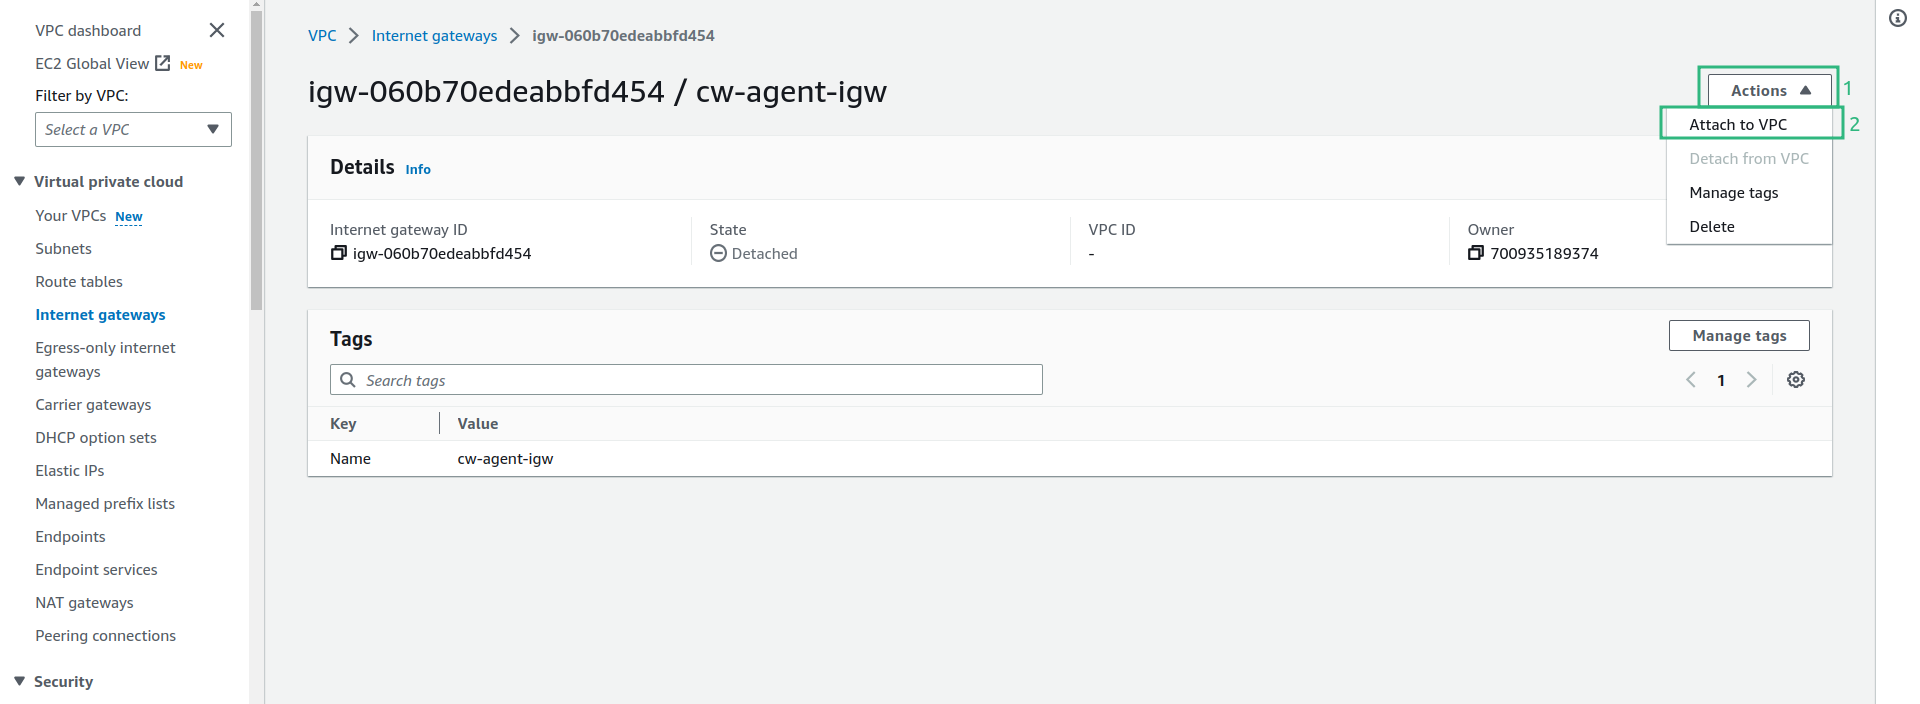 VPC dashboard
EC2 Global View New
Filter by VPC:
Select a VPC
Virtual private cloud
Your VPCs New
Subnets
Route tables
Internet gateways
Egress-only internet
gateways
Carrier gateways
DHCP option sets
Elastic IPs
Managed prefix lists
Endpoints
Endpoint services
NAT gateways
Peering connections
Security
VPC Internet gateways igw-060b70edeabbfd454
igw-060b70edeabbfd454 / cw-agent-igw
Actions 1
Attach to VPC 2
Detach from VPC
Manage tags
Delete
Details Info
Internet gateway ID
igw-060b70edeabbfd454
State
Detached
VPC ID
-
Owner
700935189374
Tags
Manage tags
Search tags
1
Key Value
Name cw-agent-igw